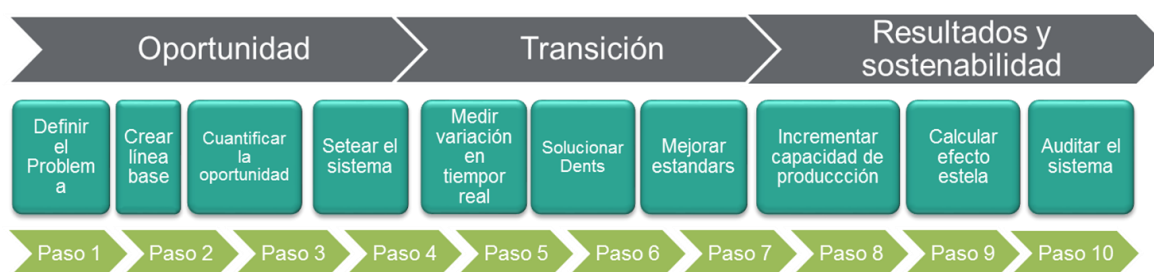 Oportunidad
Transición
Resultados y
sostenabilidad
Definir
el
Problem
a
Crear
línea
base
Cuantificar
la
oportunidad
Setear el
sistema
Medir
variación
en
tiempor
real
Solucionar
Dents
Mejorar
estandars
Incrementar
capacidad de
produccción
Calcular
efecto
estela
Auditar el
sistema
Paso 1
Paso 2
Paso 3
Paso 4
Paso 5
Paso 6
Paso 7
Paso 8
Paso 9
Paso 10